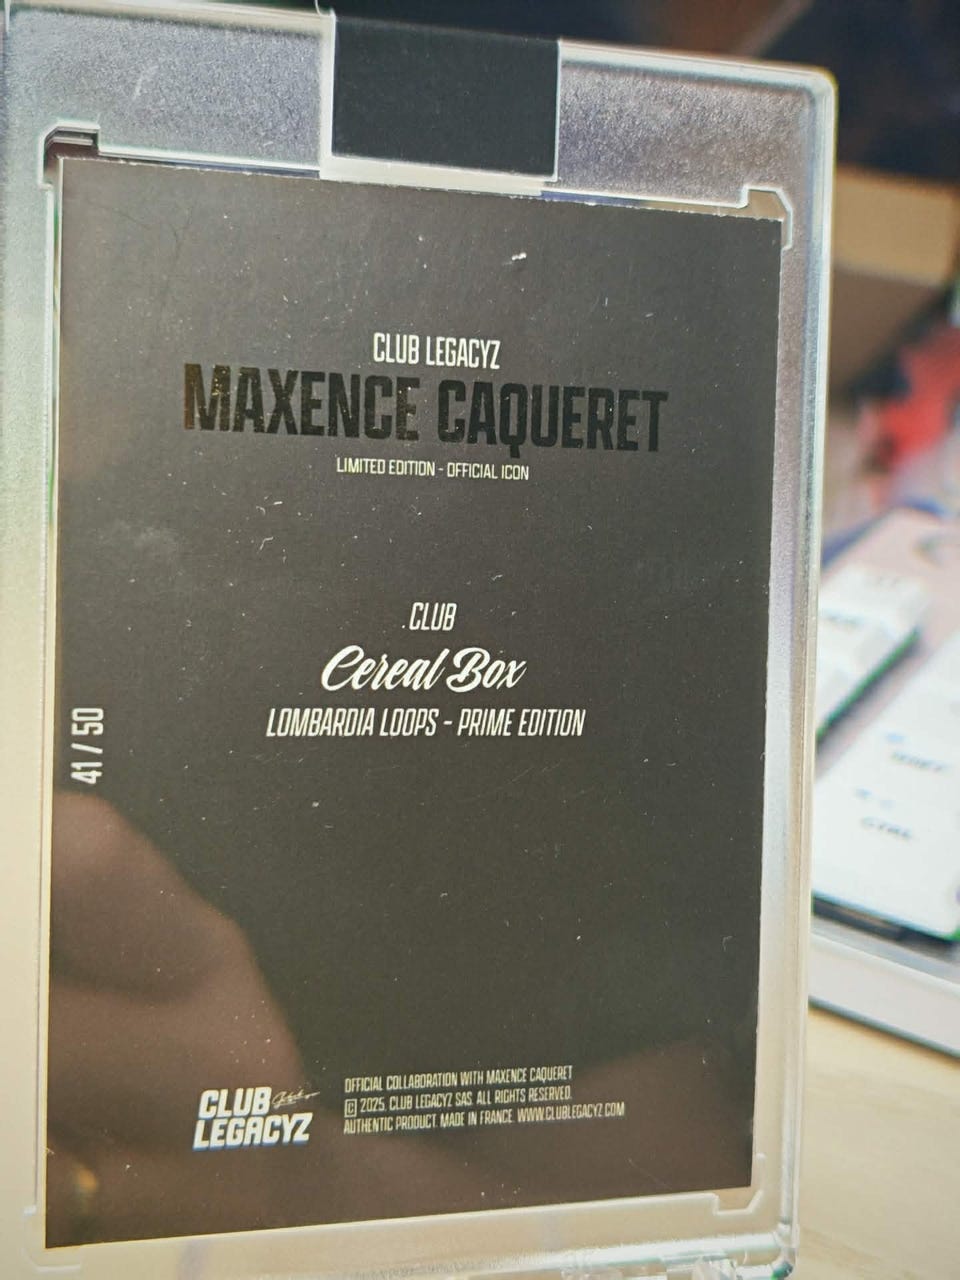 CLUB LEGACYZ
MAXENCE CAQUERET
LIMITED EDITION - OFFICIAL ICON
.CLUB
Cereal Box
LOMBARDIA LOOPS - PRIME EDITION
41 / 50
CLUB
LEGACYZ
OFFICIAL COLLABORATION WITH MAXENCE CAQUERET
© 2025. CLUB LEGACYZ SAS. ALL RIGHTS RESERVED.
AUTHENTIC PRODUCT. MADE IN FRANCE. WWW.CLUBLEGACYZ.COM
CTRL